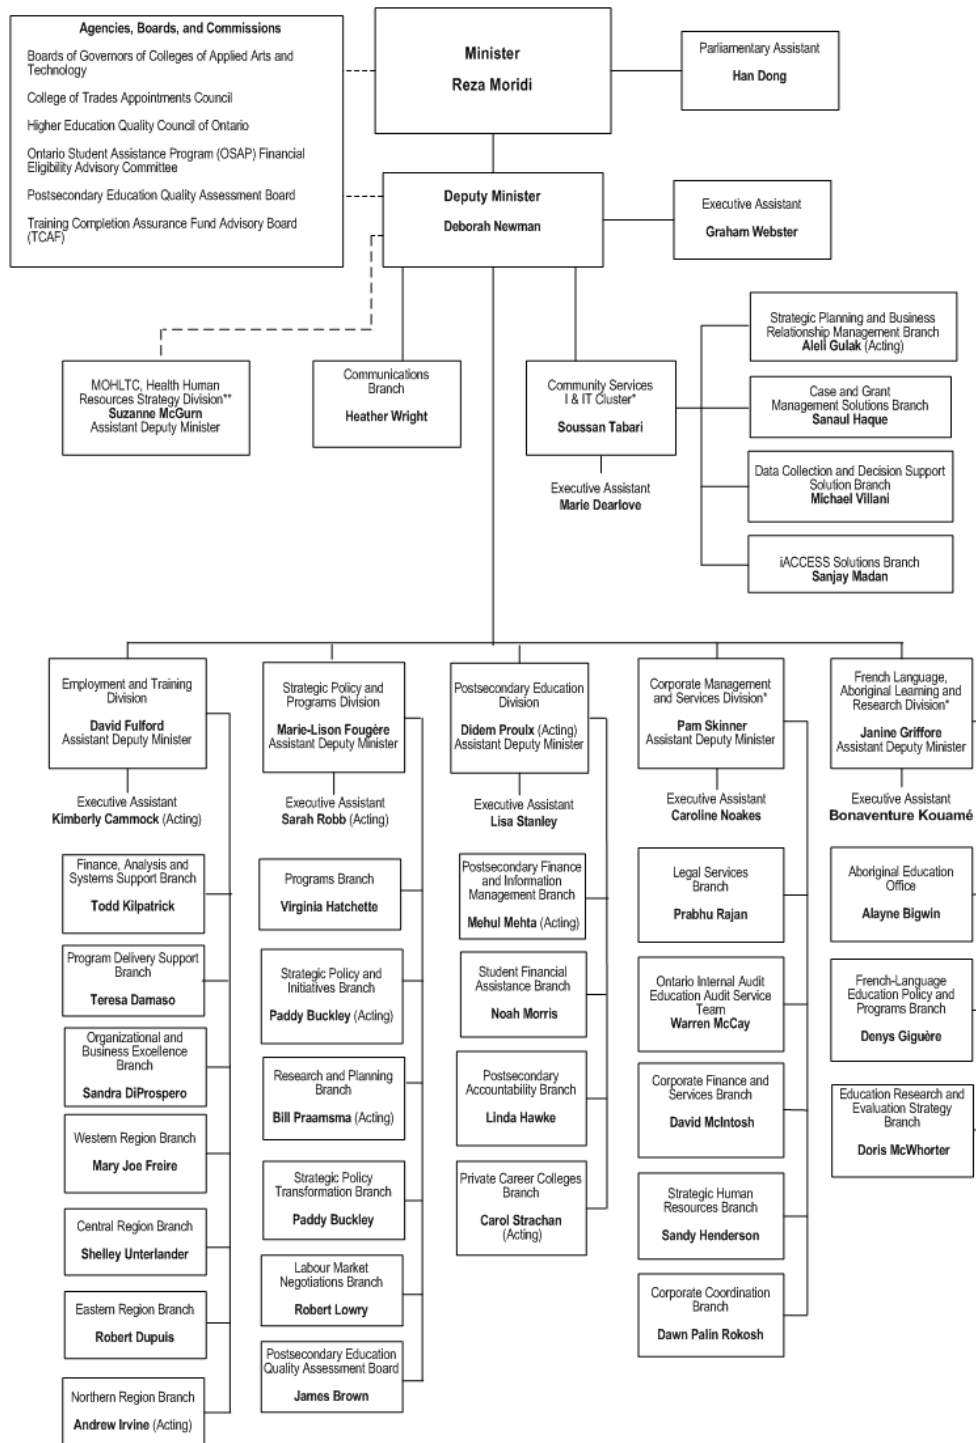 Agencies, Boards, and Commissions
Boards of Governors of Colleges of Applied Arts and
Technology
College of Trades Appointments Council
Higher Education Quality Council of Ontario
Ontario Student Assistance Program (OSAP) Financial
Eligibility Advisory Committee
Postsecondary Education Quality Assessment Board
Training Completion Assurance Fund Advisory Board
(TCAF)
Minister
Reza Moridi
Parliamentary Assistant
Han Dong
Deputy Minister
Deborah Newman
Executive Assistant
Graham Webster
MOHLTC, Health Human
Resources Strategy Division**
Suzanne McGurn
Assistant Deputy Minister
Communications
Branch
Heather Wright
Community Services
I & IT Cluster*
Soussan Tabari
Executive Assistant
Marie Dearlove
Strategic Planning and Business
Relationship Management Branch
Aleli Gulak (Acting)
Case and Grant
Management Solutions Branch
Sanaul Haque
Data Collection and Decision Support
Solution Branch
Michael Villani
iACCESS Solutions Branch
Sanjay Madan
Employment and Training
Division
David Fulford
Assistant Deputy Minister
Executive Assistant
Kimberly Cammock (Acting)
Finance, Analysis and
Systems Support Branch
Todd Kilpatrick
Program Delivery Support
Branch
Teresa Damaso
Organizational and
Business Excellence
Branch
Sandra DiProspero
Western Region Branch
Mary Joe Freire
Central Region Branch
Shelley Unterlander
Eastern Region Branch
Robert Dupuis
Northern Region Branch
Andrew Irvine (Acting)
Strategic Policy and
Programs Division
Marie-Lison Fougère
Assistant Deputy Minister
Executive Assistant
Sarah Robb (Acting)
Programs Branch
Virginia Hatchette
Strategic Policy and
Initiatives Branch
Paddy Buckley (Acting)
Research and Planning
Branch
Bill Praamsma (Acting)
Strategic Policy
Transformation Branch
Paddy Buckley
Labour Market
Negotiations Branch
Robert Lowry
Postsecondary Education
Quality Assessment Board
James Brown
Postsecondary Education
Division
Didem Proulx (Acting)
Assistant Deputy Minister
Executive Assistant
Lisa Stanley
Postsecondary Finance
and Information
Management Branch
Mehul Mehta (Acting)
Student Financial
Assistance Branch
Noah Morris
Postsecondary
Accountability Branch
Linda Hawke
Private Career Colleges
Branch
Carol Strachan
(Acting)
Corporate Management
and Services Division*
Pam Skinner
Assistant Deputy Minister
Executive Assistant
Caroline Noakes
Legal Services
Branch
Prabhu Rajan
Ontario Internal Audit
Education Audit Service
Team
Warren McCay
Corporate Finance and
Services Branch
David McIntosh
Strategic Human
Resources Branch
Sandy Henderson
Corporate Coordination
Branch
Dawn Palin Rokosh
French Language,
Aboriginal Learning and
Research Division*
Janine Griffore
Assistant Deputy Minister
Executive Assistant
Bonaventure Kouamé
Aboriginal Education
Office
Alayne Bigwin
French-Language
Education Policy and
Programs Branch
Denys Giguère
Education Research and
Evaluation Strategy
Branch
Doris McWhorter